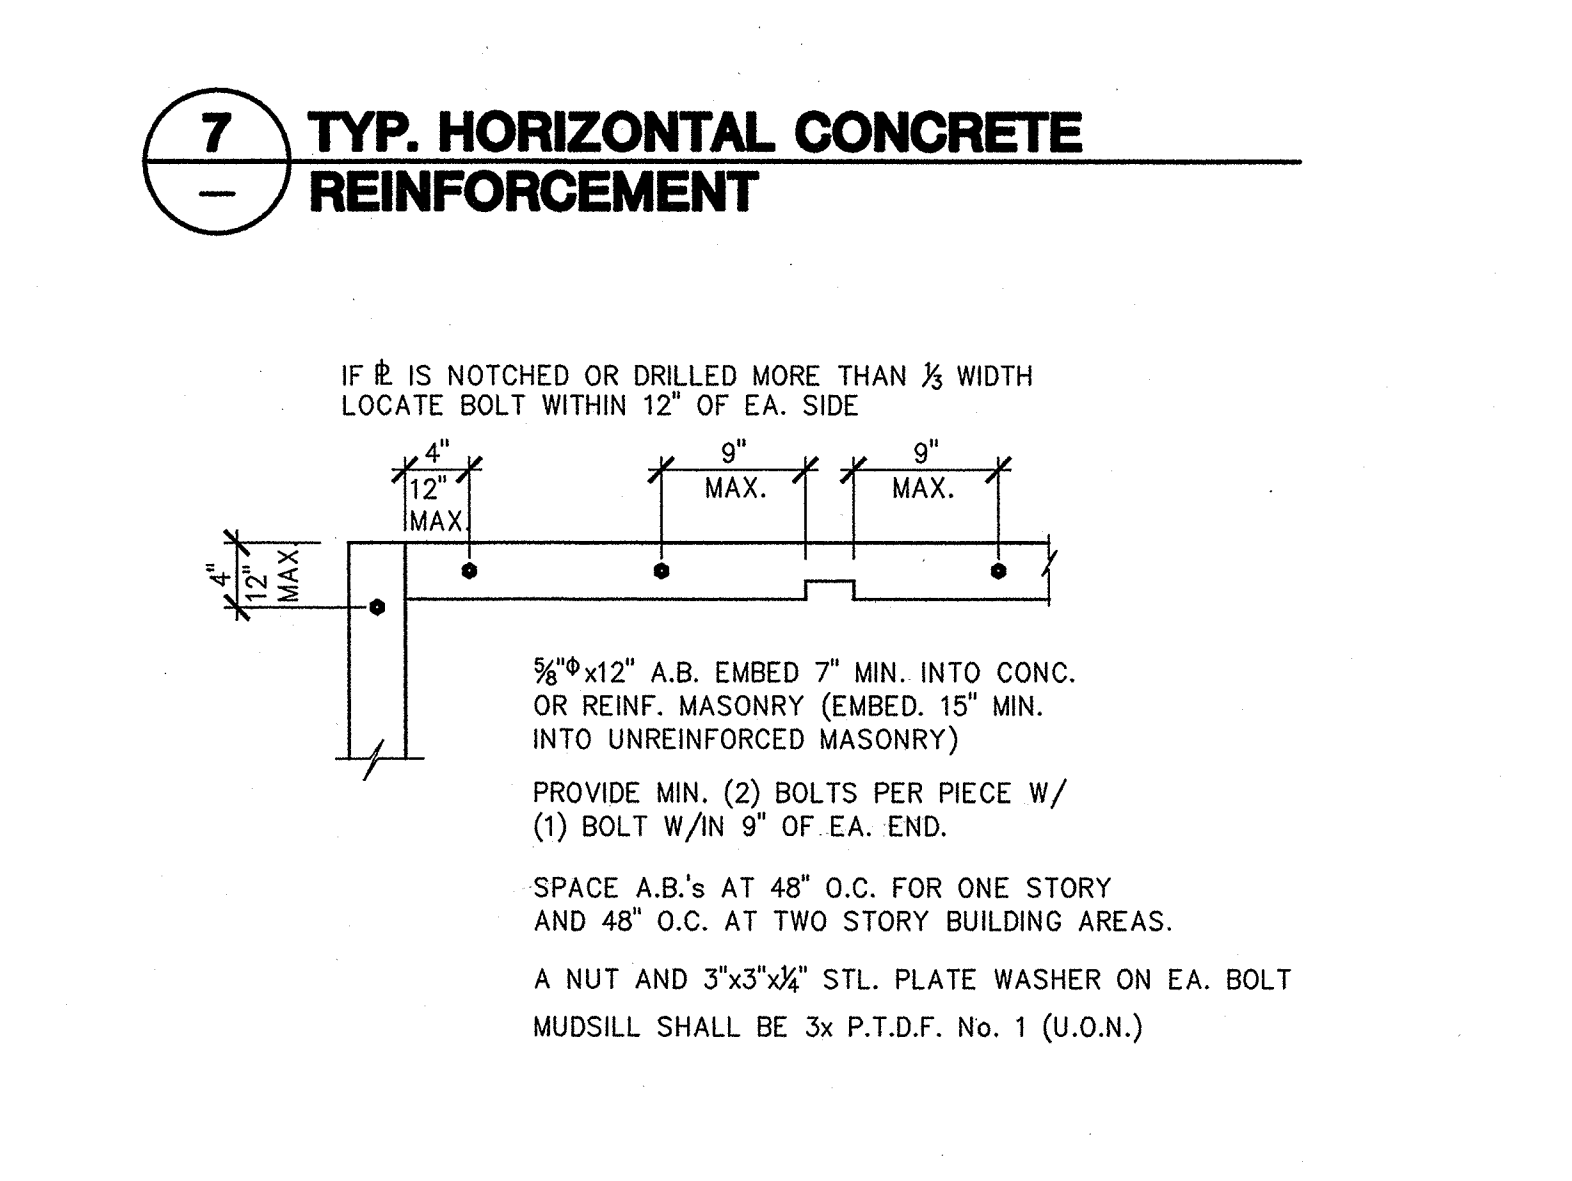 7
TYP. HORIZONTAL CONCRETE
—
REINFORCEMENT
IF ⅊ IS NOTCHED OR DRILLED MORE THAN 1/3 WIDTH
LOCATE BOLT WITHIN 12" OF EA. SIDE
4"
12"
MAX.
9"
MAX.
9"
MAX.
4"
12"
MAX.
5/8"Φx12" A.B. EMBED 7" MIN. INTO CONC.
OR REINF. MASONRY (EMBED. 15" MIN.
INTO UNREINFORCED MASONRY)
PROVIDE MIN. (2) BOLTS PER PIECE W/
(1) BOLT W/IN 9" OF EA. END.
SPACE A.B.'s AT 48" O.C. FOR ONE STORY
AND 48" O.C. AT TWO STORY BUILDING AREAS.
A NUT AND 3"x3"x1/4" STL. PLATE WASHER ON EA. BOLT
MUDSILL SHALL BE 3x P.T.D.F. No. 1 (U.O.N.)